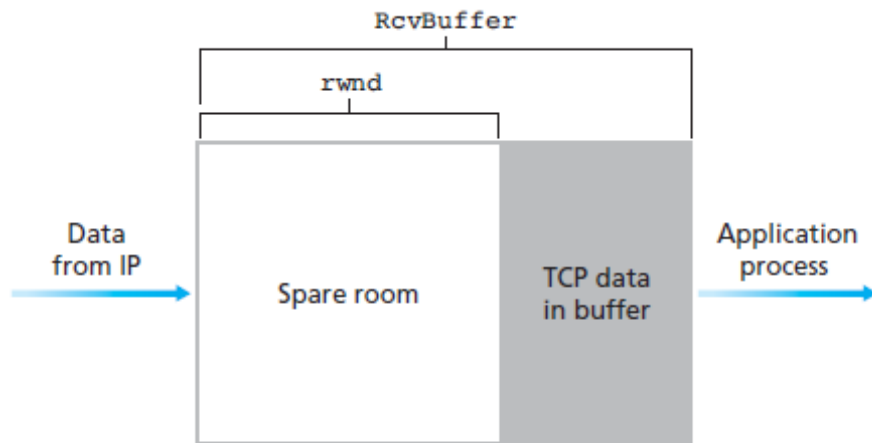 RcvBuffer
rwnd
Data
from IP
Spare room
TCP data
in buffer
Application
process